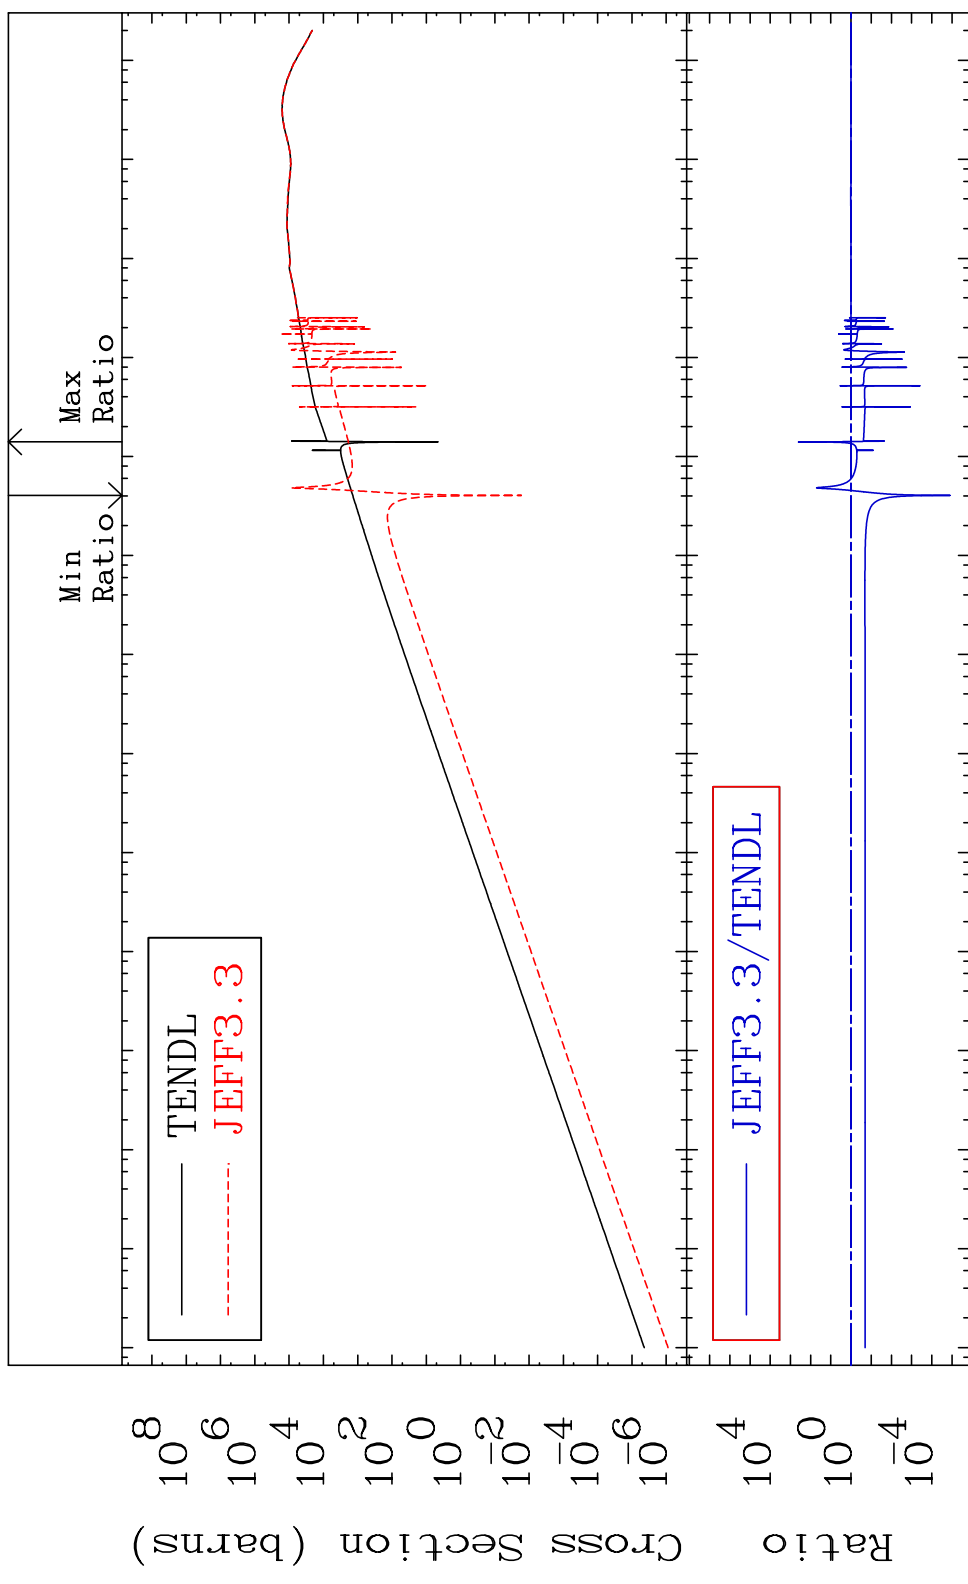 Min
Ratio
Max
Ratio
TENDL
JEFF3.3
JEFF3.3/TENDL
Cross Section (barns)
10 8
10 6
10 4
10 2
10 0
10 -2
10 -4
10 -6
Ratio
10 4
10 0
10 -4